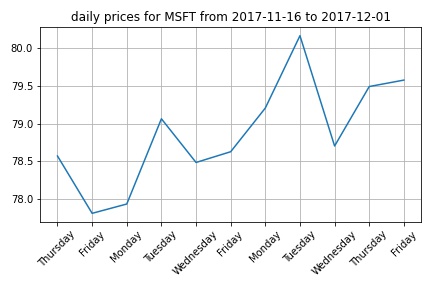 daily prices for MSFT from 2017-11-16 to 2017-12-01
80.0
79.5
79.0
78.5
78.0
Thursday
Friday
Monday
Tuesday
Wednesday
Friday
Monday
Tuesday
Wednesday
Thursday
Friday